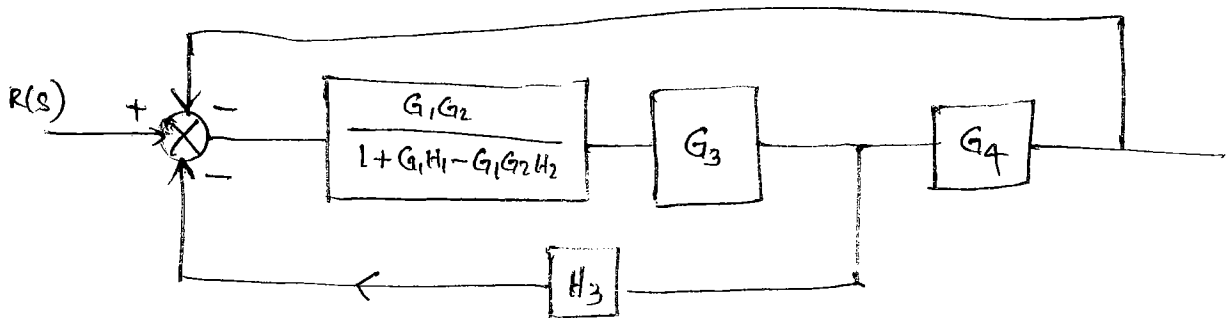 R(S)
+
−
−
G₁G₂
1 + G₁H₁ − G₁G₂H₂
G₃
G₄
H₃